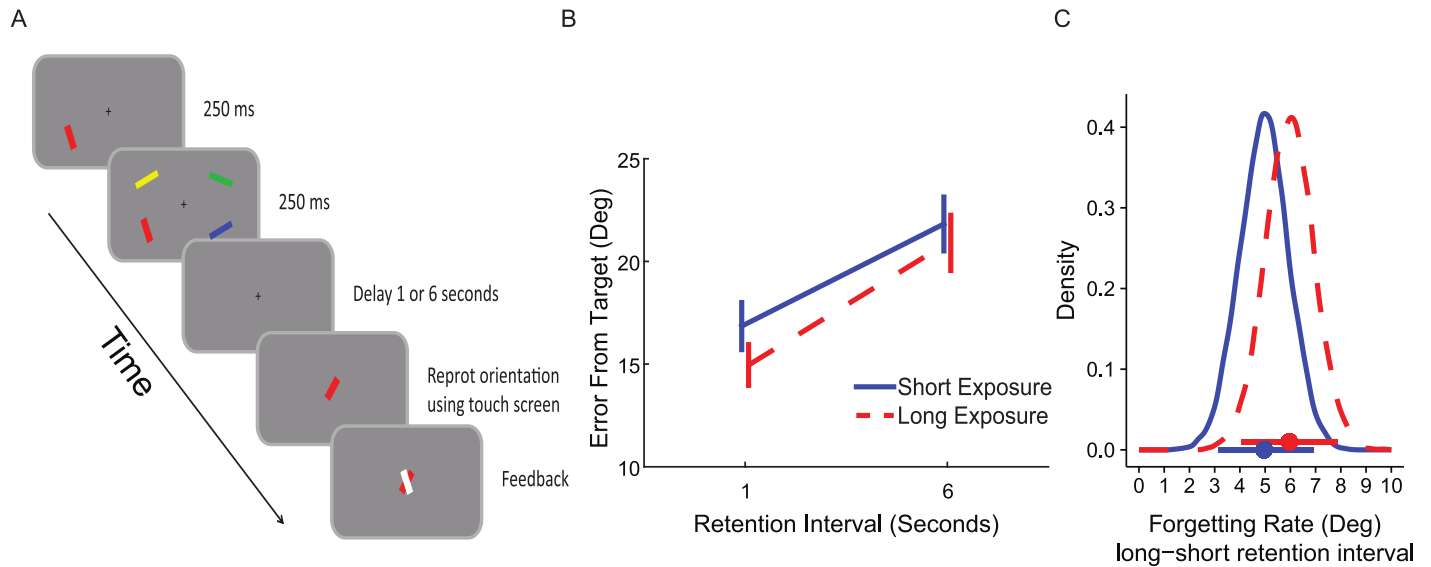 A
250 ms
250 ms
Delay 1 or 6 seconds
Reprot orientation
using touch screen
Feedback
Time
B
Error From Target (Deg)
25
20
15
10
1
6
Retention Interval (Seconds)
Short Exposure
Long Exposure
C
Density
0.4
0.3
0.2
0.1
0.0
0 1 2 3 4 5 6 7 8 9 10
Forgetting Rate (Deg)
long−short retention interval